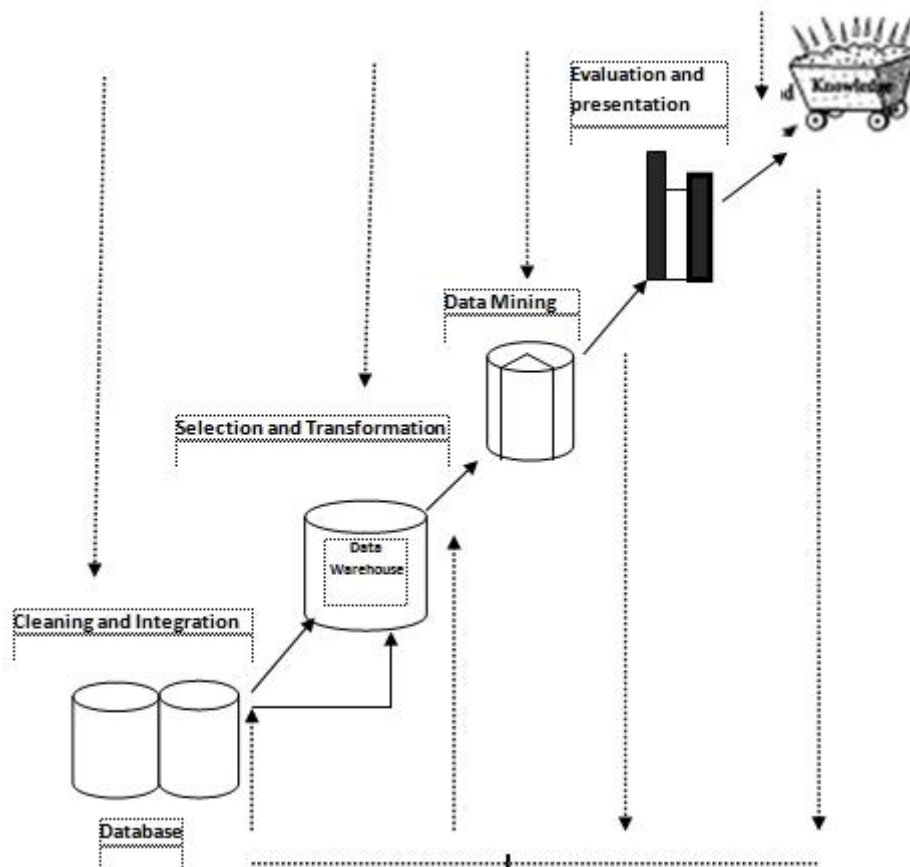 Evaluation and
presentation
Knowledge
Data Mining
Selection and Transformation
Data
Warehouse
Cleaning and Integration
Database